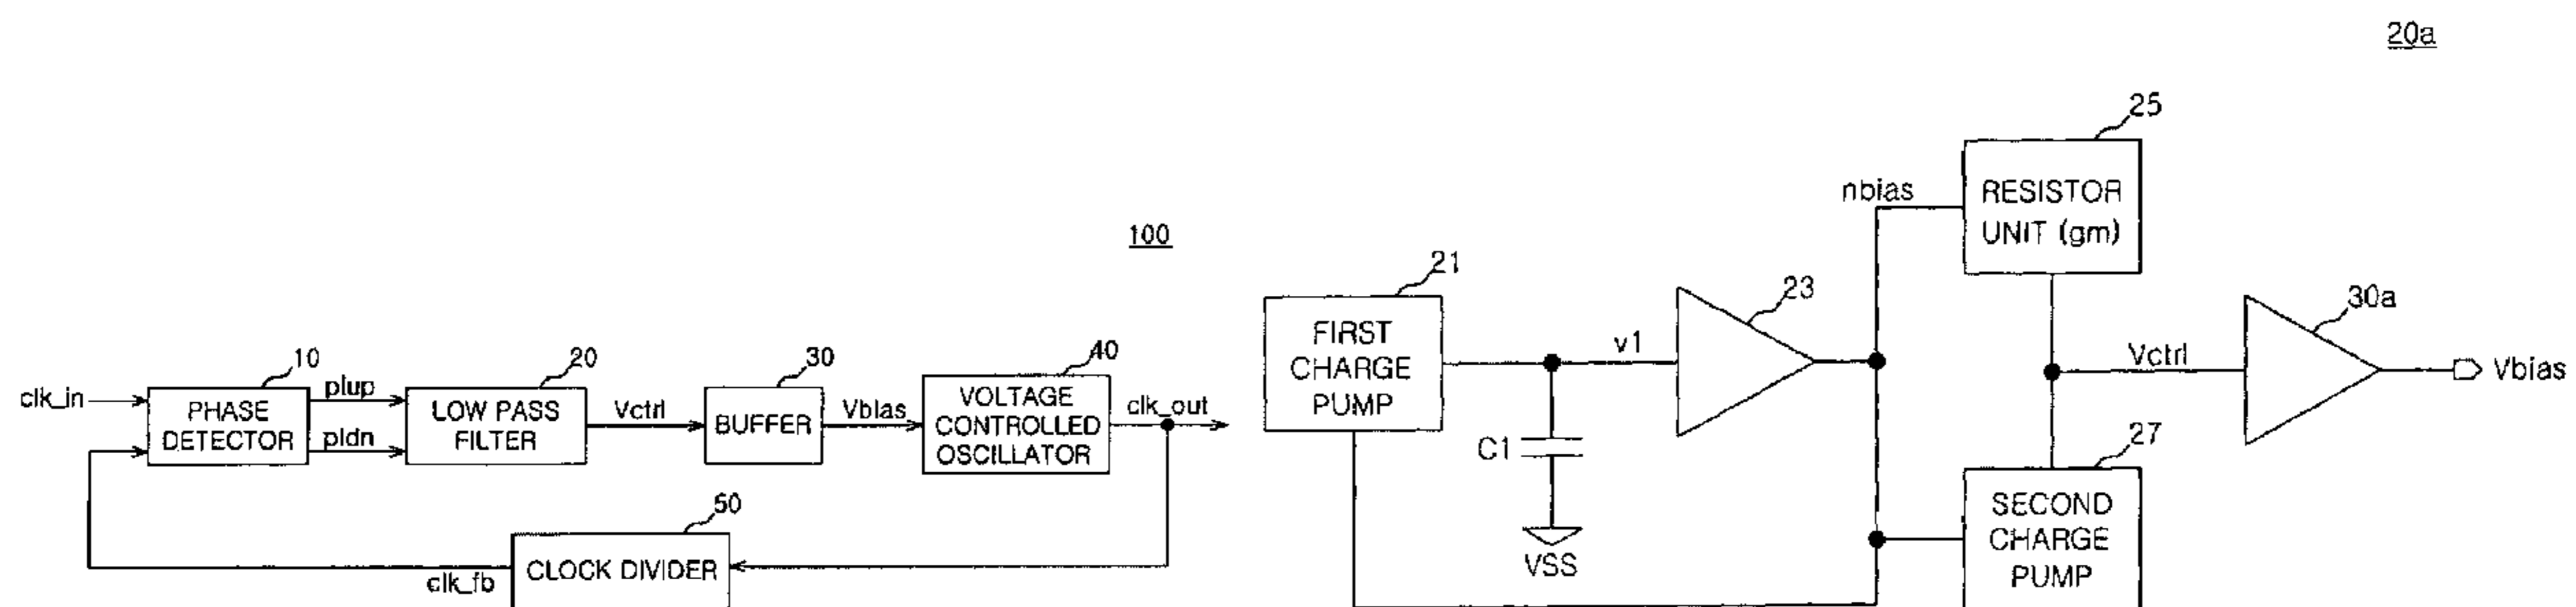 100
clk_in
10
PHASE
DETECTOR
plup
pldn
20
LOW PASS
FILTER
Vctrl
30
BUFFER
Vbias
40
VOLTAGE
CONTROLLED
OSCILLATOR
clk_out
50
CLOCK DIVIDER
clk_fb
20a
21
FIRST
CHARGE
PUMP
v1
C1
VSS
23
nbias
25
RESISTOR
UNIT (gm)
Vctrl
27
SECOND
CHARGE
PUMP
30a
Vbias